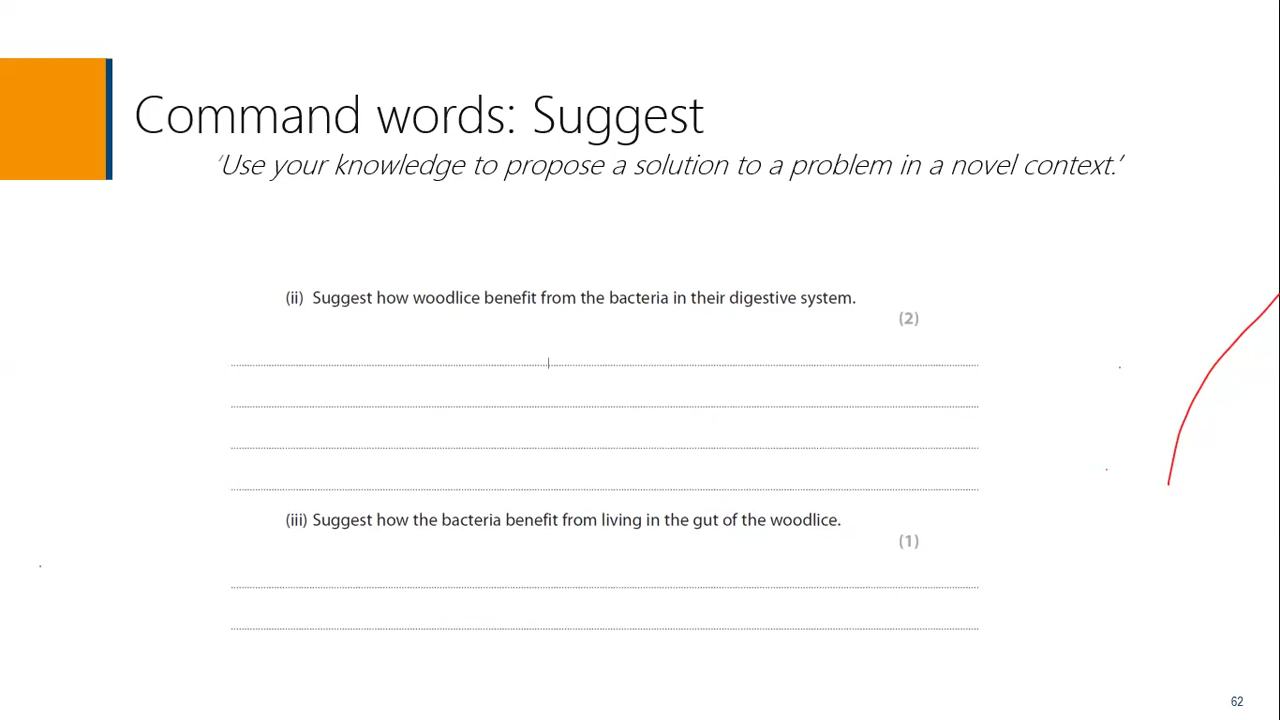 Command words: Suggest
‘Use your knowledge to propose a solution to a problem in a novel context.’
(ii) Suggest how woodlice benefit from the bacteria in their digestive system.
(2)
(iii) Suggest how the bacteria benefit from living in the gut of the woodlice.
(1)
62